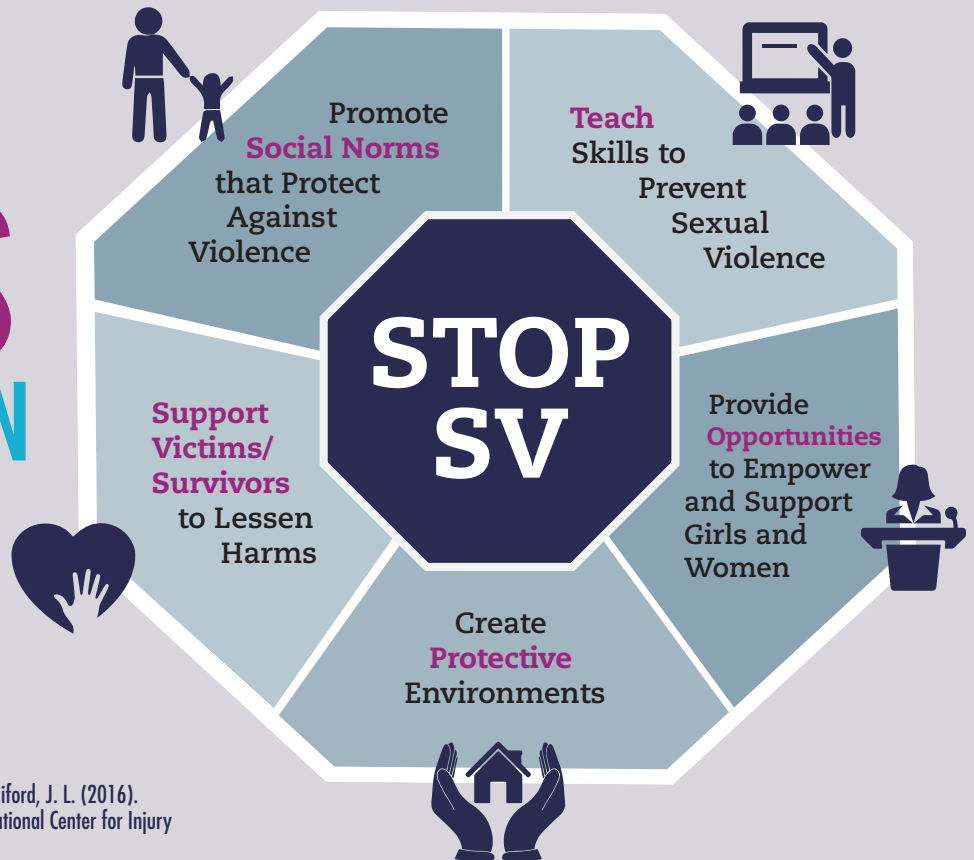 Promote
Social Norms
that Protect
Against
Violence
Teach
Skills to
Prevent
Sexual
Violence
STOP
SV
Support
Victims/
Survivors
to Lessen
Harms
Provide
Opportunities
to Empower
and Support
Girls and
Women
Create
Protective
Environments
J. L. (2016).
Center for Injury